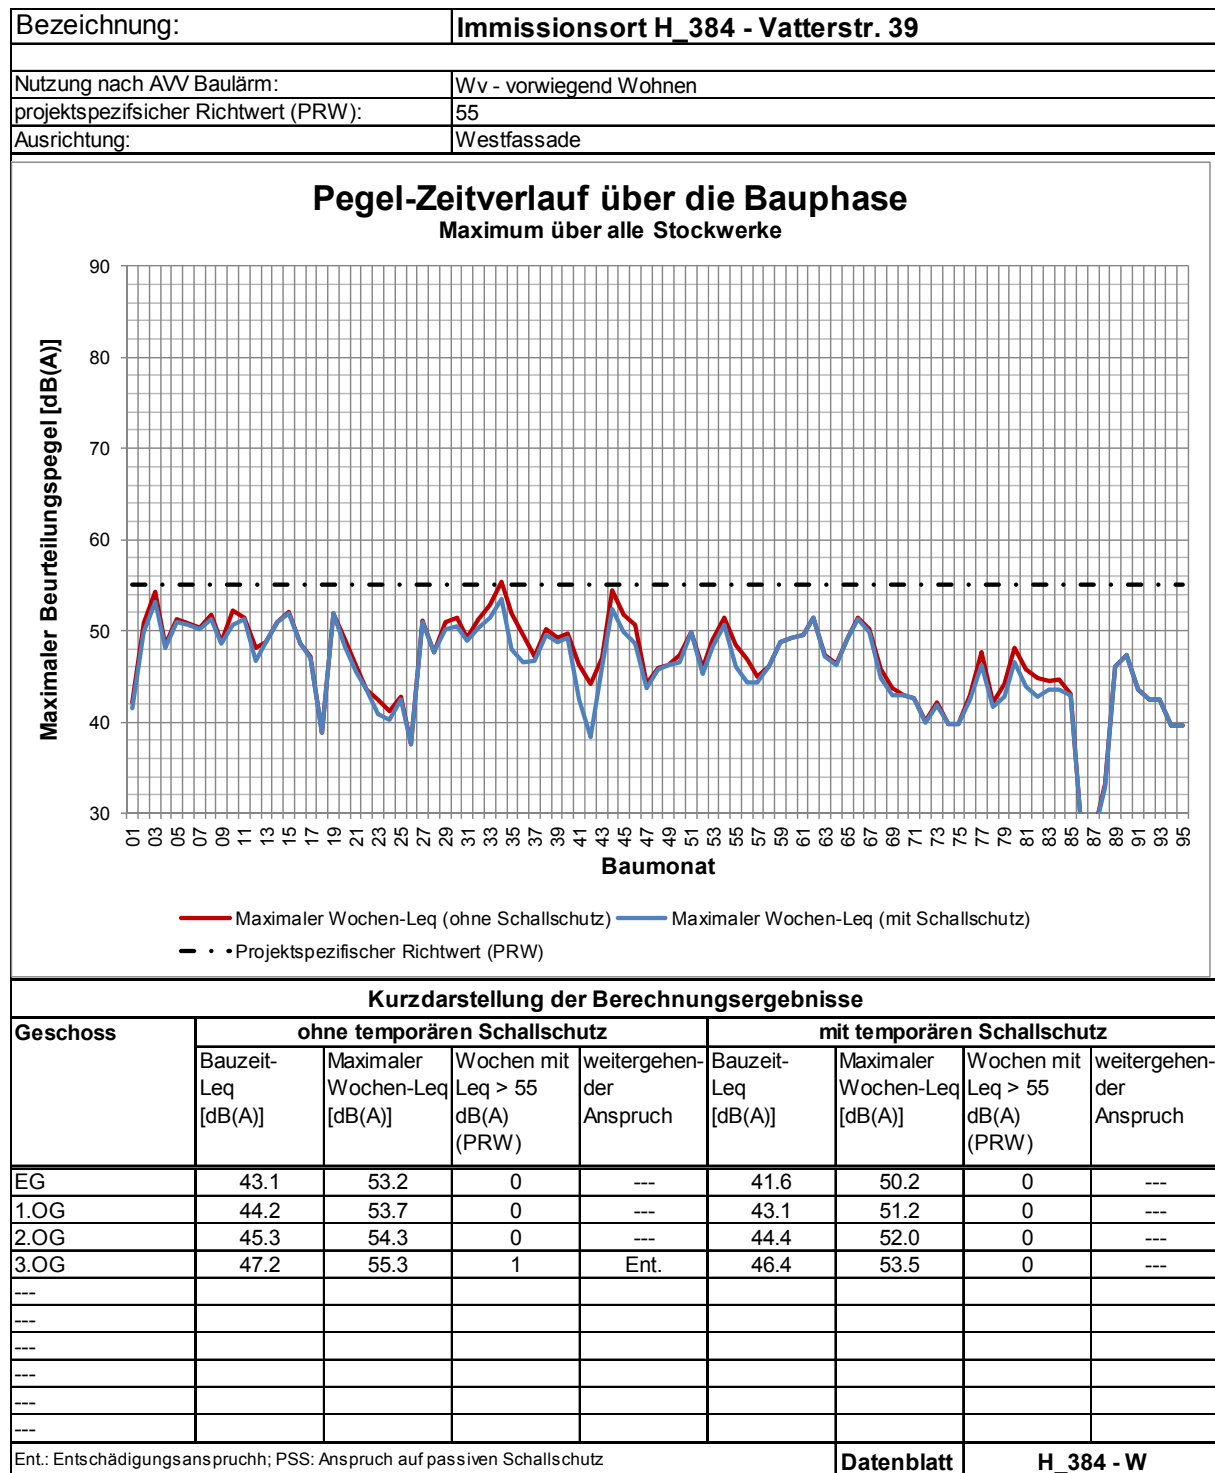 Bezeichnung: Immissionsort H_384 - Vatterstr. 39
Nutzung nach AVV Baulärm: Wv - vorwiegend Wohnen
projektspezifsicher Richtwert (PRW): 55
Ausrichtung: Westfassade
Pegel-Zeitverlauf über die Bauphase
Maximum über alle Stockwerke
Maximaler Beurteilungspegel [dB(A)]
90
80
70
60
50
40
30
01 03 05 07 09 11 13 15 17 19 21 23 25 27 29 31 33 35 37 39 41 43 45 47 49 51 53 55 57 59 61 63 65 67 69 71 73 75 77 79 81 83 85 87 89 91 93 95
Baumonat
Maximaler Wochen-Leq (ohne Schallschutz) Maximaler Wochen-Leq (mit Schallschutz)
Projektspezifischer Richtwert (PRW)
Kurzdarstellung der Berechnungsergebnisse
Geschoss ohne temporären Schallschutz mit temporären Schallschutz
Bauzeit- Maximaler Wochen mit weitergehen- Bauzeit- Maximaler Wochen mit weitergehen-
Leq Wochen-Leq Leq > 55 der Leq Wochen-Leq Leq > 55 der
[dB(A)] [dB(A)] dB(A) Anspruch [dB(A)] [dB(A)] dB(A) Anspruch
(PRW) (PRW)
EG 43.1 53.2 0 --- 41.6 50.2 0 ---
1.OG 44.2 53.7 0 --- 43.1 51.2 0 ---
2.OG 45.3 54.3 0 --- 44.4 52.0 0 ---
3.OG 47.2 55.3 1 Ent. 46.4 53.5 0 ---
---
---
---
---
---
---
Ent.: Entschädigungsanspruchh; PSS: Anspruch auf passiven Schallschutz Datenblatt H_384 - W